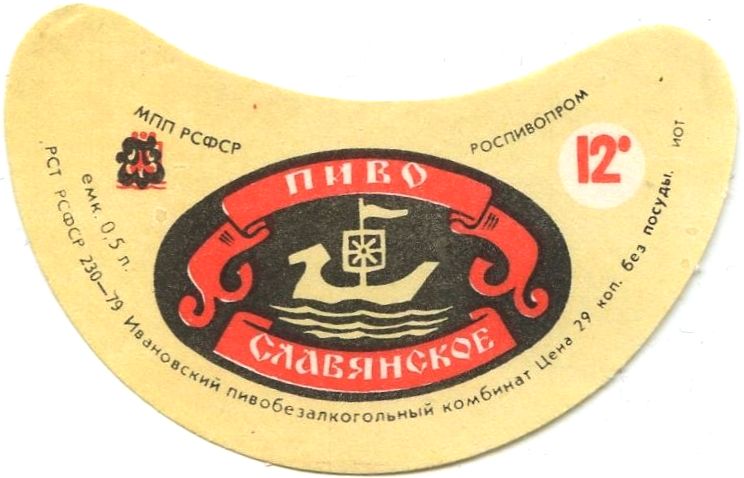 МПП РСФСР
РОСПИВОПРОМ
12°
ПИВО
СЛАВЯНСКОЕ
емк. 0,5 л.
РСТ РСФСР 230—79 Ивановский пивобезалкогольный комбинат Цена 29 коп. без посуды. ИОТ